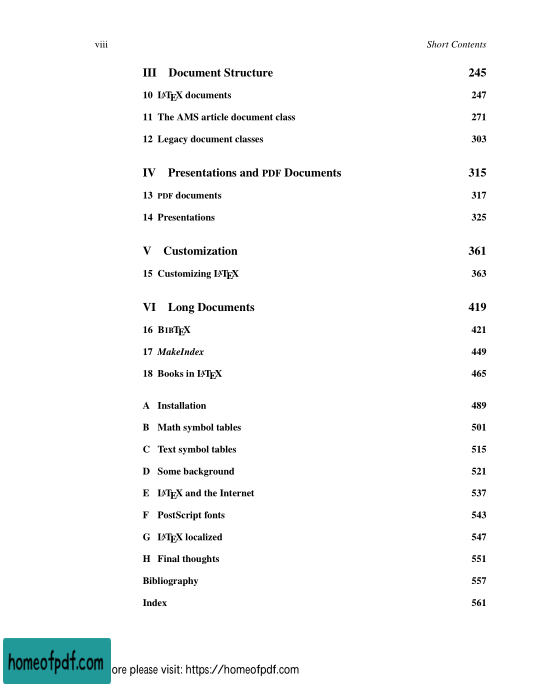 viii Short Contents
III Document Structure 245
10 LATEX documents 247
11 The AMS article document class 271
12 Legacy document classes 303
IV Presentations and PDF Documents 315
13 PDF documents 317
14 Presentations 325
V Customization 361
15 Customizing LATEX 363
VI Long Documents 419
16 BIBTEX 421
17 MakeIndex 449
18 Books in LATEX 465
A Installation 489
B Math symbol tables 501
C Text symbol tables 515
D Some background 521
E LATEX and the Internet 537
F PostScript fonts 543
G LATEX localized 547
H Final thoughts 551
Bibliography 557
Index 561
homeofpdf.com ore please visit: https://homeofpdf.com